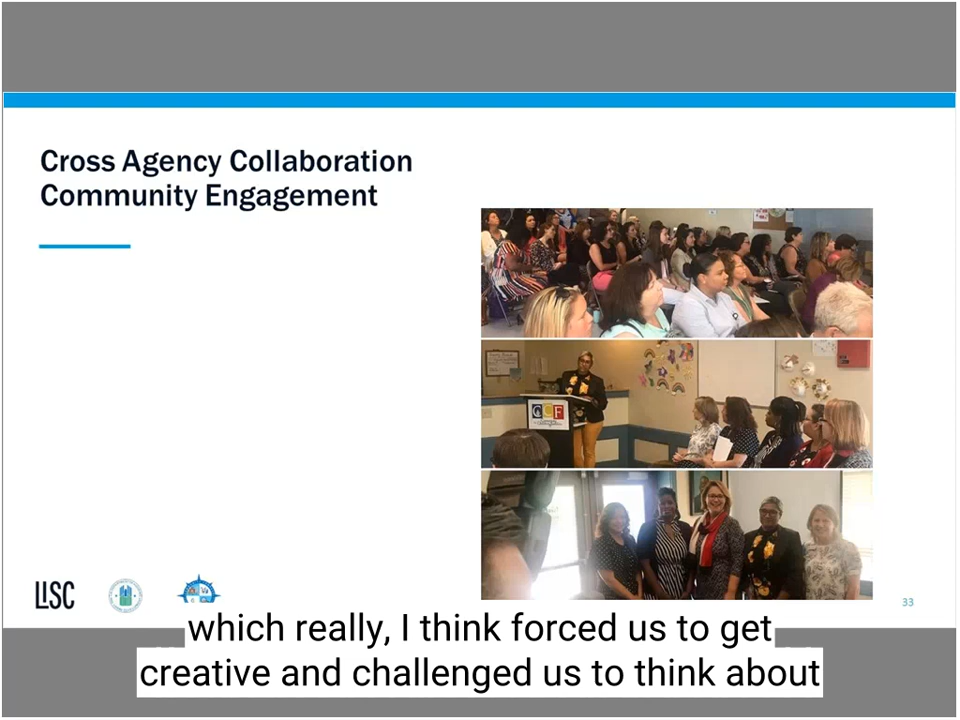 Cross Agency Collaboration
Community Engagement
CCF
LISC
33
which really, I think forced us to get
creative and challenged us to think about